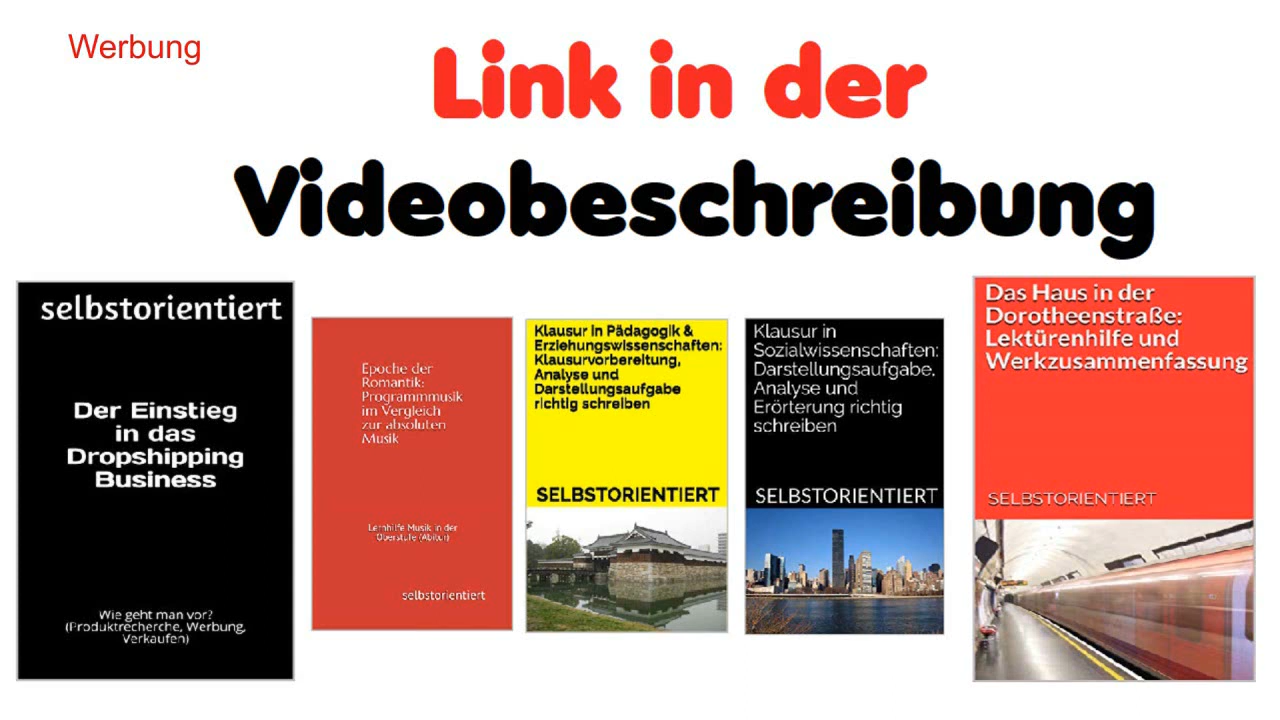 Werbung
Link in der
Videobeschreibung
selbstorientiert
Der Einstieg
in das
Dropshipping
Business
Wie geht man vor?
(Produktrecherche, Werbung,
Verkaufen)
Epoche der
Romantik:
Programmmusik
im Vergleich
zur absoluten
Musik
Lernhilfe Musik in der
Oberstufe (Abitur)
selbstorientiert
Klausur in Pädagogik &
Erziehungswissenschaften:
Klausurvorbereitung,
Analyse und
Darstellungsaufgabe
richtig schreiben
SELBSTORIENTIERT
Klausur in
Sozialwissenschaften:
Darstellungsaufgabe,
Analyse und
Erörterung richtig
schreiben
SELBSTORIENTIERT
Das Haus in der
Dorotheenstraße:
Lektürenhilfe und
Werkzusammenfassung
SELBSTORIENTIERT